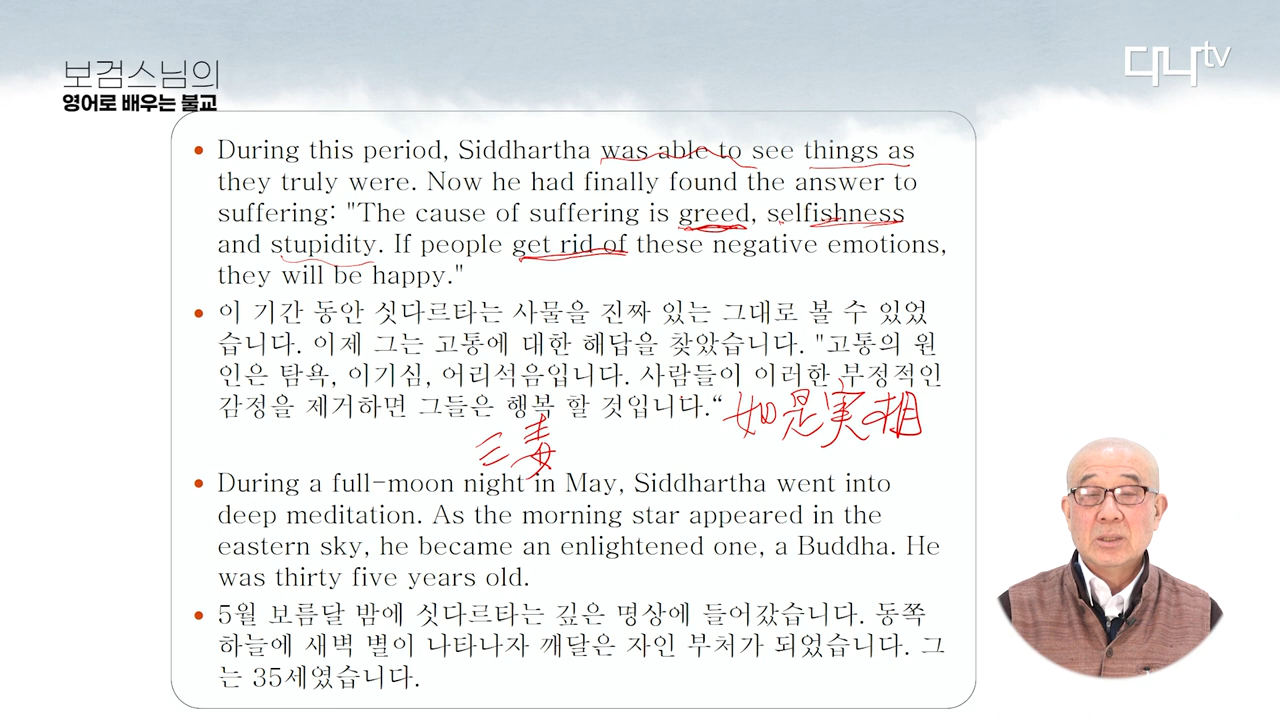 보검스님의
영어로 배우는 불교
디나tv
• During this period, Siddhartha was able to see things as
they truly were. Now he had finally found the answer to
suffering: "The cause of suffering is greed, selfishness
and stupidity. If people get rid of these negative emotions,
they will be happy."
• 이 기간 동안 싯다르타는 사물을 진짜 있는 그대로 볼 수 있었
습니다. 이제 그는 고통에 대한 해답을 찾았습니다. "고통의 원
인은 탐욕, 이기심, 어리석음입니다. 사람들이 이러한 부정적인
감정을 제거하면 그들은 행복 할 것입니다.“
如是実相
三毒
• During a full-moon night in May, Siddhartha went into
deep meditation. As the morning star appeared in the
eastern sky, he became an enlightened one, a Buddha. He
was thirty five years old.
• 5월 보름달 밤에 싯다르타는 깊은 명상에 들어갔습니다. 동쪽
하늘에 새벽 별이 나타나자 깨달은 자인 부처가 되었습니다. 그
는 35세였습니다.